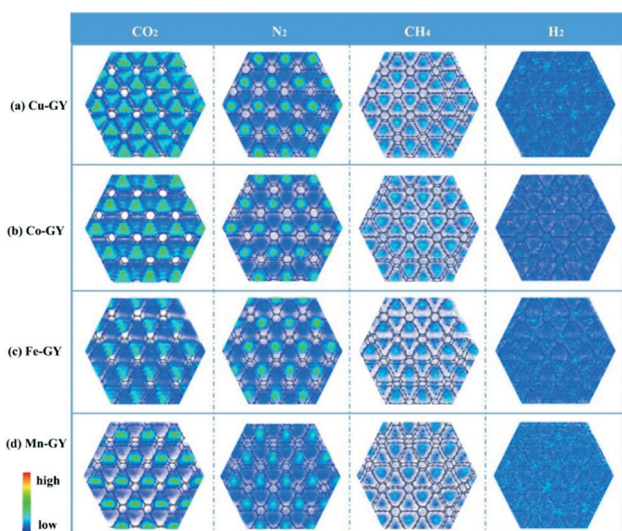 CO₂ N₂ CH₄ H₂
(a) Cu-GY
(b) Co-GY
(c) Fe-GY
(d) Mn-GY
high
low